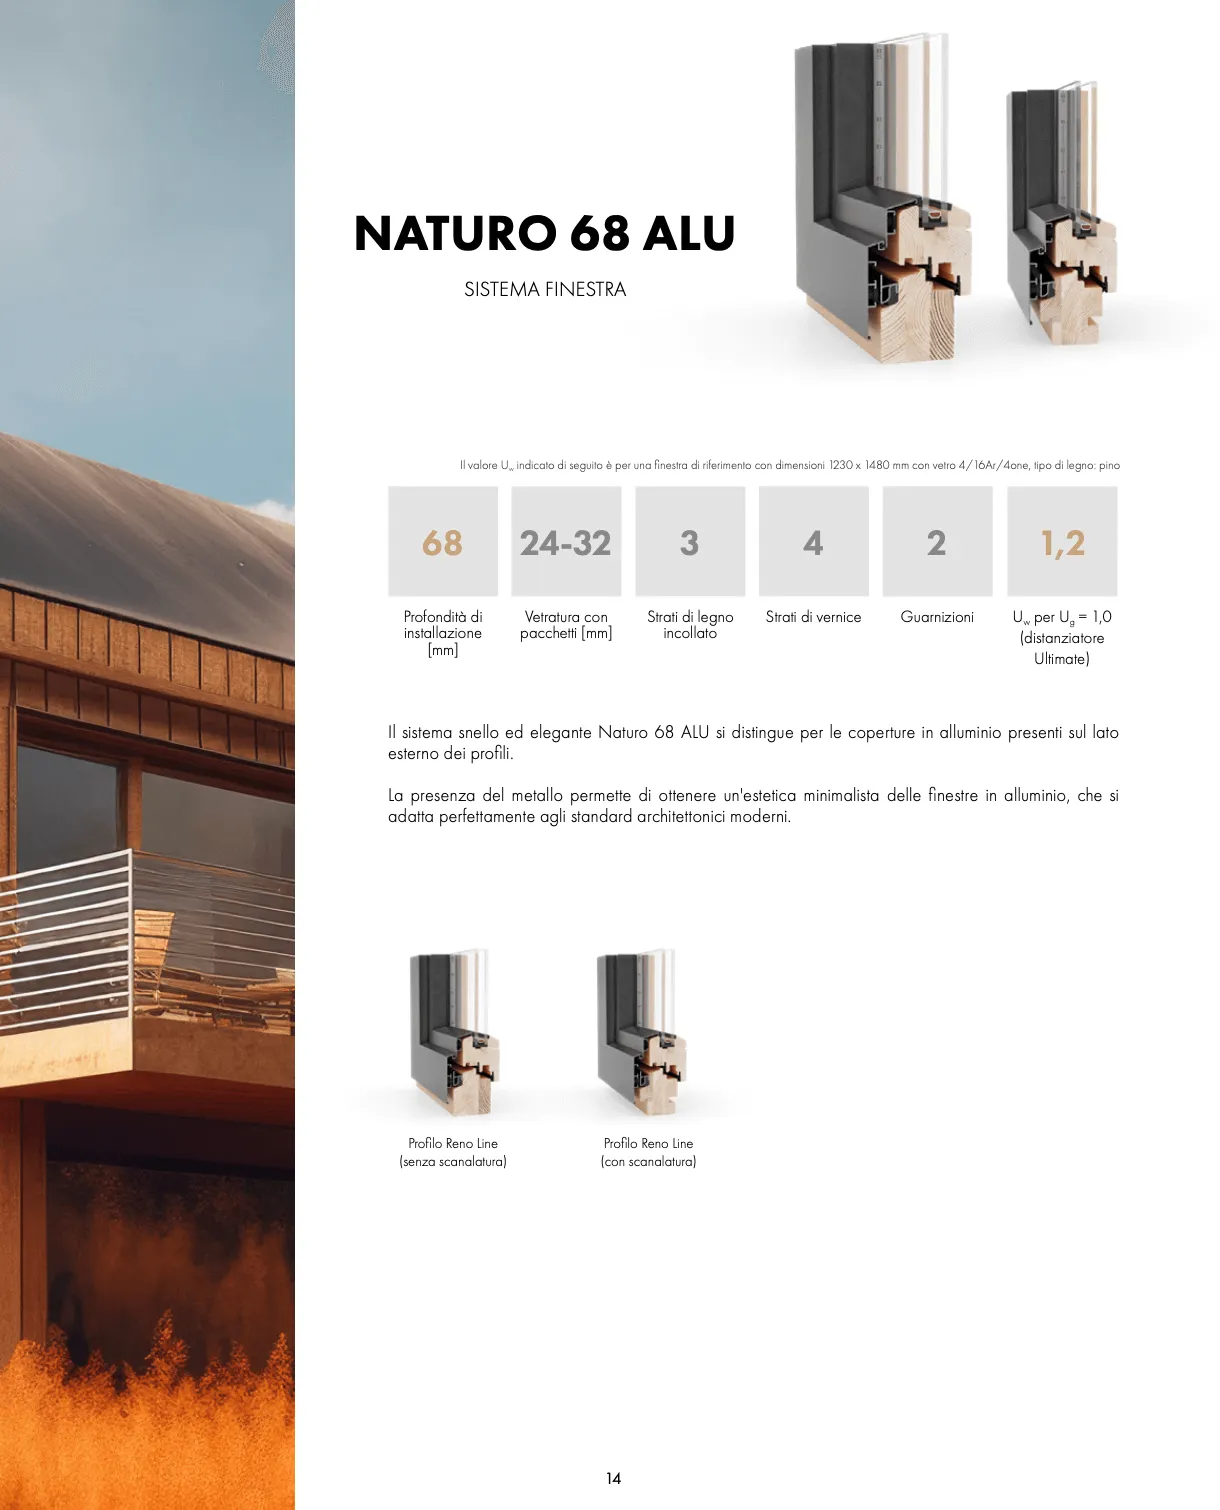 NATURO 68 ALU
SISTEMA FINESTRA
Il valore Uw indicato di seguito è per una finestra di riferimento con dimensioni 1230 x 1480 mm con vetro 4/16Ar/4one, tipo di legno: pino
68
Profondità di
installazione
[mm]
24-32
Vetratura con
pacchetti [mm]
3
Strati di legno
incollato
4
Strati di vernice
2
Guarnizioni
1,2
Uw per Ug = 1,0
(distanziatore
Ultimate)
Il sistema snello ed elegante Naturo 68 ALU si distingue per le coperture in alluminio presenti sul lato
esterno dei profili.
La presenza del metallo permette di ottenere un'estetica minimalista delle finestre in alluminio, che si
adatta perfettamente agli standard architettonici moderni.
Profilo Reno Line
(senza scanalatura)
Profilo Reno Line
(con scanalatura)
14